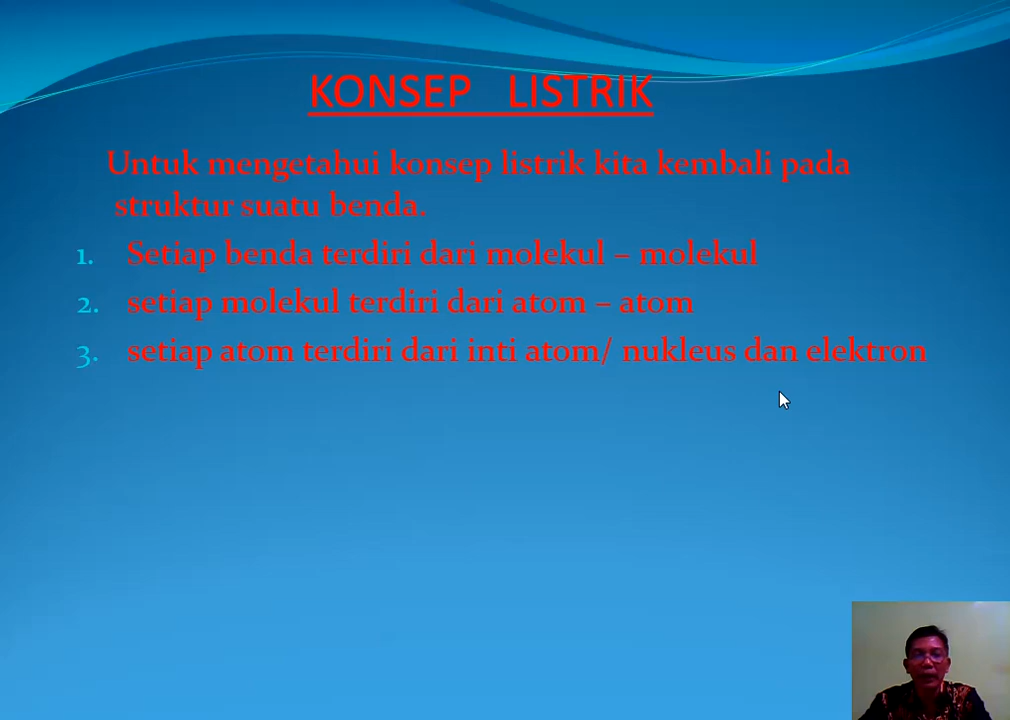 KONSEP LISTRIK
Untuk mengetahui konsep listrik kita kembali pada
struktur suatu benda.
1. Setiap benda terdiri dari molekul – molekul
2. setiap molekul terdiri dari atom – atom
3. setiap atom terdiri dari inti atom/ nukleus dan elektron